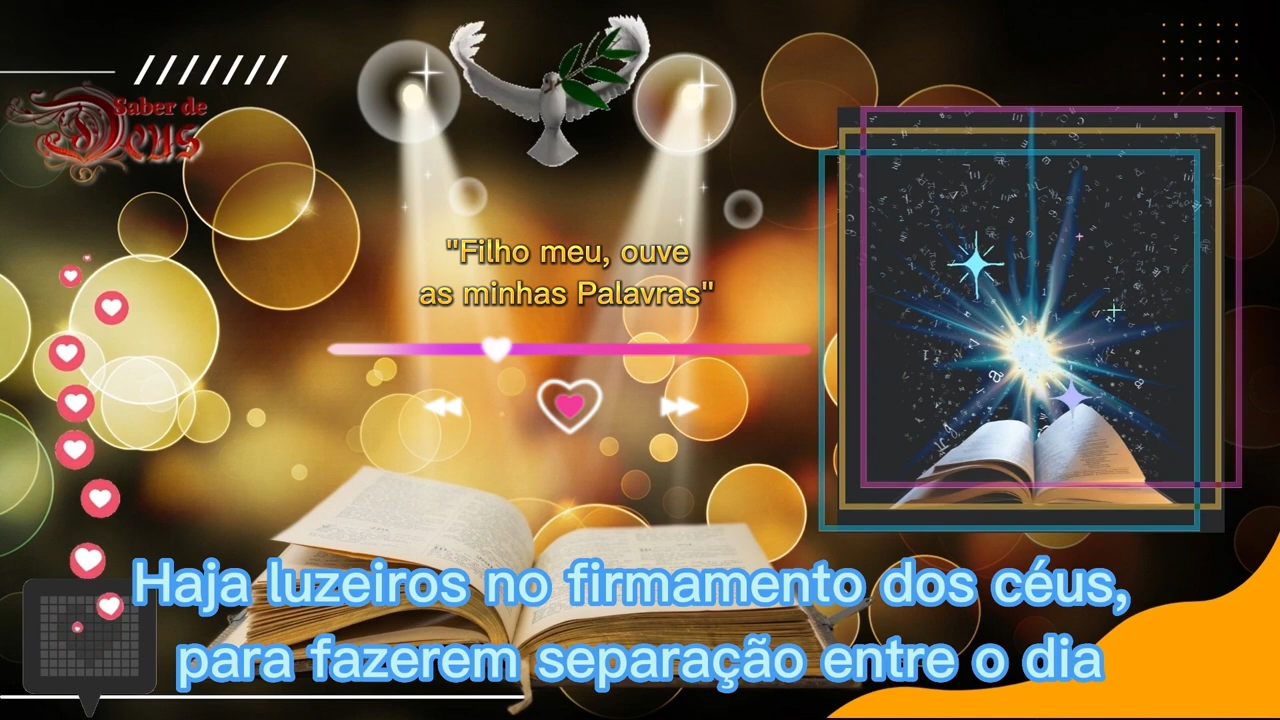 Saber de
Deus
"Filho meu, ouve
as minhas Palavras"
Haja luzeiros no firmamento dos céus,
para fazerem separação entre o dia